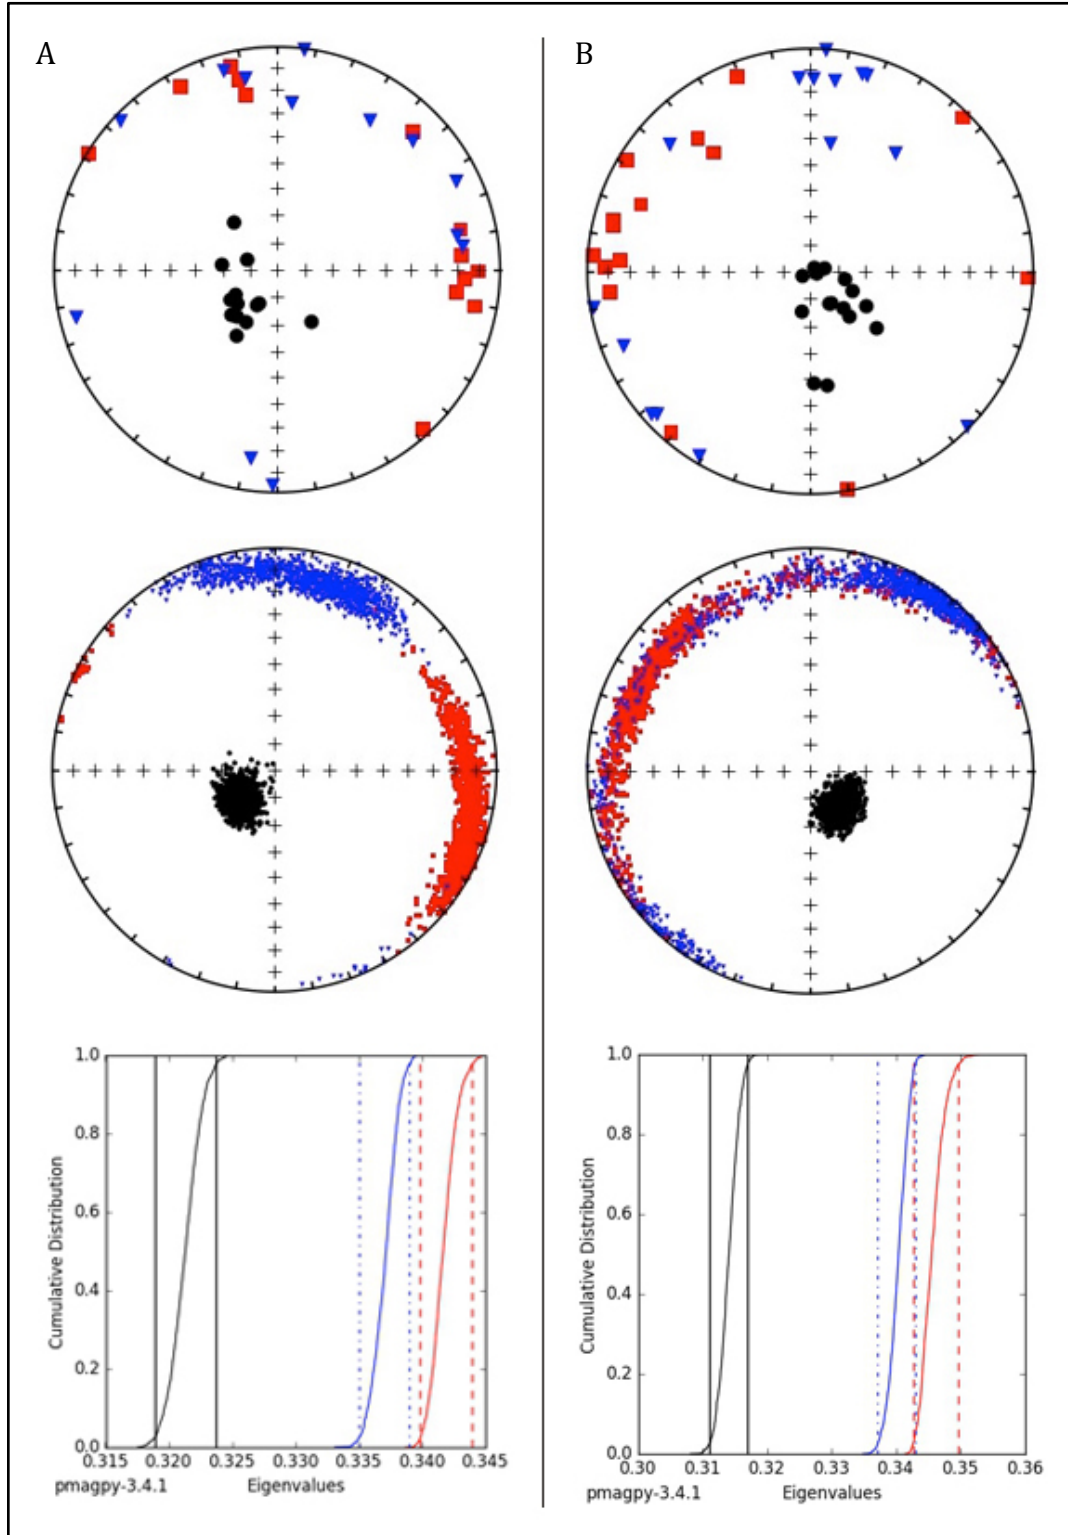 A
B
1.0
0.8
0.6
0.4
0.2
0.0
Cumulative Distribution
0.315 0.320 0.325 0.330 0.335 0.340 0.345
pmagpy-3.4.1 Eigenvalues
1.0
0.8
0.6
0.4
0.2
0.0
Cumulative Distribution
0.30 0.31 0.32 0.33 0.34 0.35 0.36
pmagpy-3.4.1 Eigenvalues